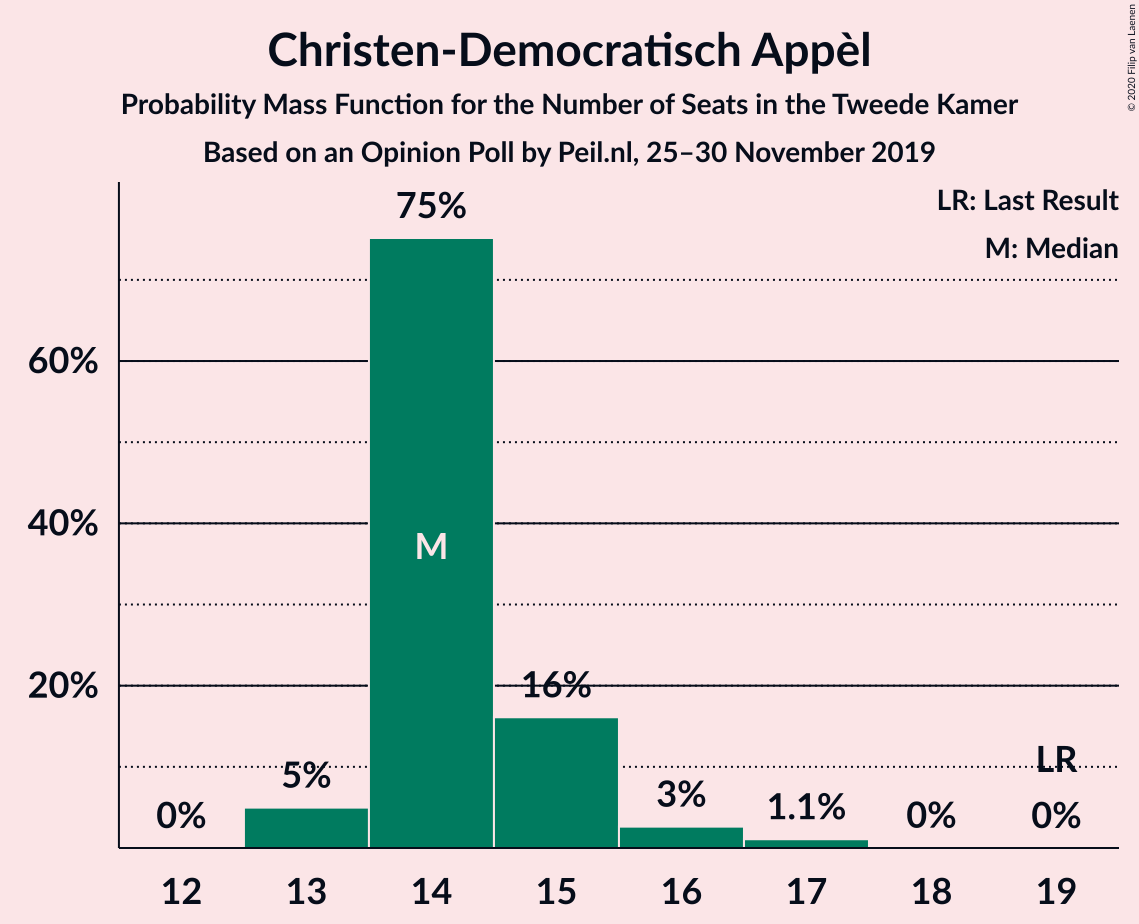 Christen-Democratisch Appèl
Probability Mass Function for the Number of Seats in the Tweede Kamer
Based on an Opinion Poll by Peil.nl, 25–30 November 2019
© 2020 Filip van Laenen
LR: Last Result
M: Median
75%
60%
40%
M
20%
16%
LR
5%
3%
1.1%
0%
0%
0%
12 13 14 15 16 17 18 19